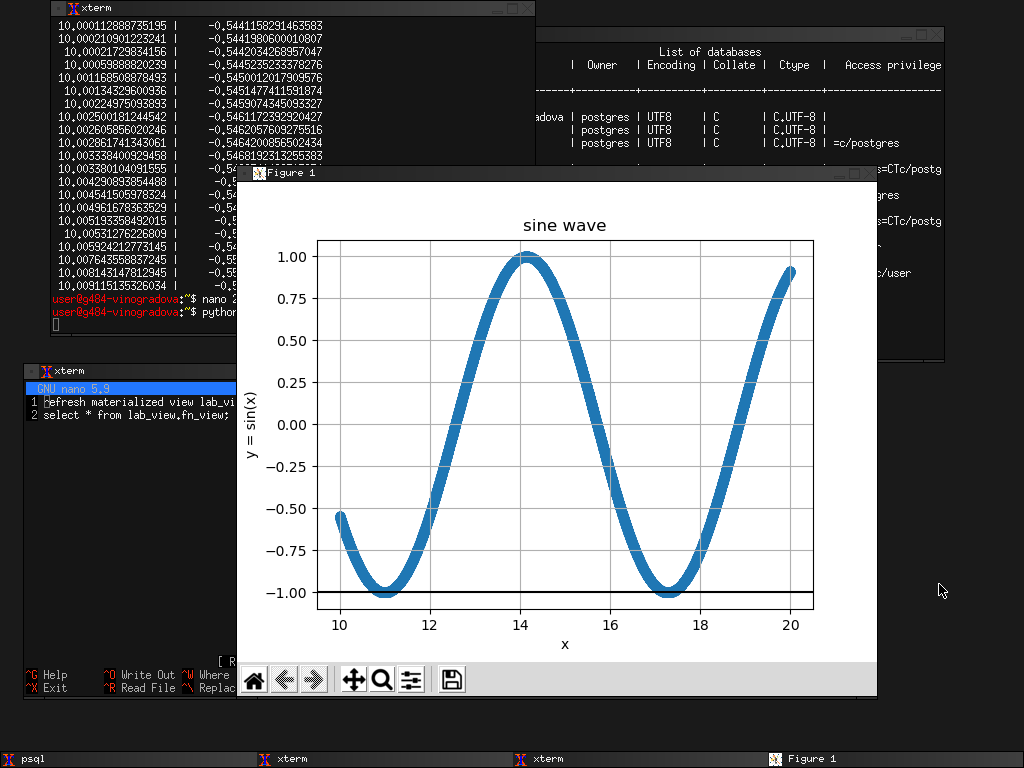 xterm
10.000112888735195 | -0.5441158291463583
10.000210901223241 | -0.5441980600010807
10.00021729834156 | -0.5442034268957047
10.00059888820239 | -0.5445235233378276
10.001168508878493 | -0.5450012017909576
10.00134329600936 | -0.5451477411591874
10.00224975093893 | -0.5459074345093327
10.002500181244542 | -0.5461172392920427
10.002605856020246 | -0.5462057609275516
10.002861741343061 | -0.5464200856502434
10.00338400929458 | -0.5468192313255383
10.003380104091555 | -0.54
10.004290893854488 | -0.5
10.004541505978324 | -0.54
10.004961678363529 | -0.5
10.005193358492015 | -0.5
10.00531276226809 | -0.54
10.005924212773145 | -0.54
10.007643558837245 | -0.55
10.008143147812945 | -0.55
10.009115135326034 | -0.55
user@g484-vinogradova:~$ nano 2
user@g484-vinogradova:~$ python
List of databases
| Owner | Encoding | Collate | Ctype | Access privilege
adova | postgres | UTF8 | C | C.UTF-8 |
| postgres | UTF8 | C | C.UTF-8 |
| postgres | UTF8 | C | C.UTF-8 | =c/postgres
s=CTc/postg
gres
s=CTc/postg
c/user
xterm
GNU nano 5.9
1 efresh materialized view lab_vi
2 select * from lab_view.fn_view;
[ R
^G Help ^O Write Out ^W Where
^X Exit ^R Read File ^\ Replac
Figure 1
sine wave
1.00
0.75
0.50
0.25
0.00
−0.25
−0.50
−0.75
−1.00
y = sin(x)
10 12 14 16 18 20
x
psql xterm xterm Figure 1